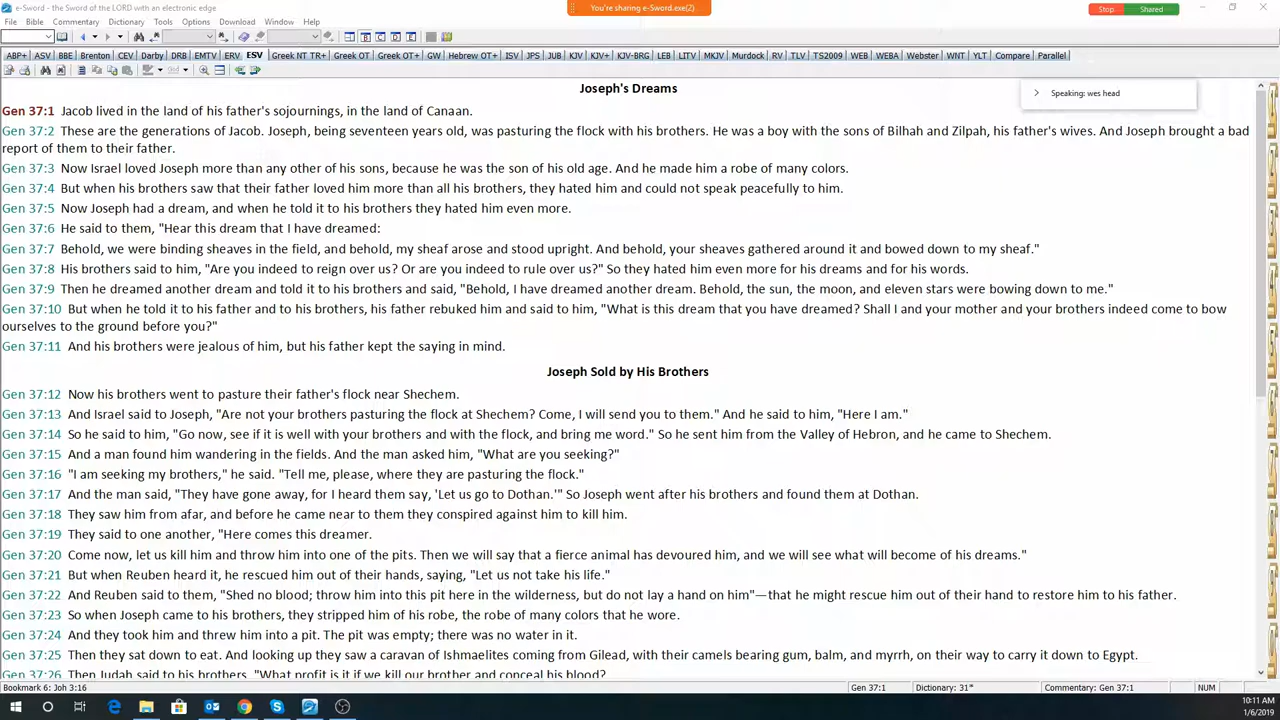 e-Sword - the Sword of the LORD with an electronic edge
You're sharing e-Sword.exe(2)
Stop Shared
File Bible Commentary Dictionary Tools Options Download Window Help
ABP+ ASV BBE Brenton CEV Darby DRB EMTV ERV ESV Greek NT TR+ Greek OT Greek OT+ GW Hebrew OT+ ISV JPS JUB KJV KJV+ KJV-BRG LEB LITV MKJV Murdock RV TLV TS2009 WEB WEBA Webster WNT YLT Compare Parallel
Joseph's Dreams
Speaking: wes head
Gen 37:1 Jacob lived in the land of his father's sojournings, in the land of Canaan.
Gen 37:2 These are the generations of Jacob. Joseph, being seventeen years old, was pasturing the flock with his brothers. He was a boy with the sons of Bilhah and Zilpah, his father's wives. And Joseph brought a bad
report of them to their father.
Gen 37:3 Now Israel loved Joseph more than any other of his sons, because he was the son of his old age. And he made him a robe of many colors.
Gen 37:4 But when his brothers saw that their father loved him more than all his brothers, they hated him and could not speak peacefully to him.
Gen 37:5 Now Joseph had a dream, and when he told it to his brothers they hated him even more.
Gen 37:6 He said to them, "Hear this dream that I have dreamed:
Gen 37:7 Behold, we were binding sheaves in the field, and behold, my sheaf arose and stood upright. And behold, your sheaves gathered around it and bowed down to my sheaf."
Gen 37:8 His brothers said to him, "Are you indeed to reign over us? Or are you indeed to rule over us?" So they hated him even more for his dreams and for his words.
Gen 37:9 Then he dreamed another dream and told it to his brothers and said, "Behold, I have dreamed another dream. Behold, the sun, the moon, and eleven stars were bowing down to me."
Gen 37:10 But when he told it to his father and to his brothers, his father rebuked him and said to him, "What is this dream that you have dreamed? Shall I and your mother and your brothers indeed come to bow
ourselves to the ground before you?"
Gen 37:11 And his brothers were jealous of him, but his father kept the saying in mind.
Joseph Sold by His Brothers
Gen 37:12 Now his brothers went to pasture their father's flock near Shechem.
Gen 37:13 And Israel said to Joseph, "Are not your brothers pasturing the flock at Shechem? Come, I will send you to them." And he said to him, "Here I am."
Gen 37:14 So he said to him, "Go now, see if it is well with your brothers and with the flock, and bring me word." So he sent him from the Valley of Hebron, and he came to Shechem.
Gen 37:15 And a man found him wandering in the fields. And the man asked him, "What are you seeking?"
Gen 37:16 "I am seeking my brothers," he said. "Tell me, please, where they are pasturing the flock."
Gen 37:17 And the man said, "They have gone away, for I heard them say, 'Let us go to Dothan.'" So Joseph went after his brothers and found them at Dothan.
Gen 37:18 They saw him from afar, and before he came near to them they conspired against him to kill him.
Gen 37:19 They said to one another, "Here comes this dreamer.
Gen 37:20 Come now, let us kill him and throw him into one of the pits. Then we will say that a fierce animal has devoured him, and we will see what will become of his dreams."
Gen 37:21 But when Reuben heard it, he rescued him out of their hands, saying, "Let us not take his life."
Gen 37:22 And Reuben said to them, "Shed no blood; throw him into this pit here in the wilderness, but do not lay a hand on him"—that he might rescue him out of their hand to restore him to his father.
Gen 37:23 So when Joseph came to his brothers, they stripped him of his robe, the robe of many colors that he wore.
Gen 37:24 And they took him and threw him into a pit. The pit was empty; there was no water in it.
Gen 37:25 Then they sat down to eat. And looking up they saw a caravan of Ishmaelites coming from Gilead, with their camels bearing gum, balm, and myrrh, on their way to carry it down to Egypt.
Gen 37:26 Then Judah said to his brothers, "What profit is it if we kill our brother and conceal his blood?
Bookmark 6: Joh 3:16 Gen 37:1 Dictionary: 31* Commentary: Gen 37:1 NUM
10:11 AM
1/6/2019